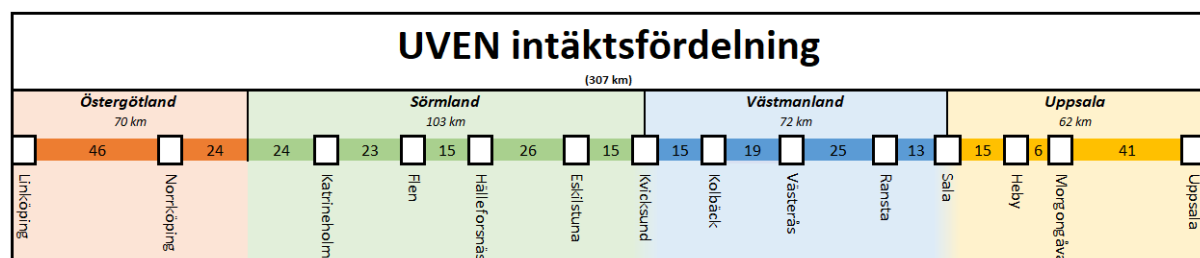 UVEN intäktsfördelning
(307 km)
Östergötland Sörmland Västmanland Uppsala
70 km 103 km 72 km 62 km
46 24 24 23 15 26 15 15 19 25 13 15 6 41
Linköping
Norrköping
Katrineholm
Flen
Hälleforsnäs
Eskilstuna
Kvicksund
Kolbäck
Västerås
Ransta
Sala
Heby
Morgongåva
Uppsala